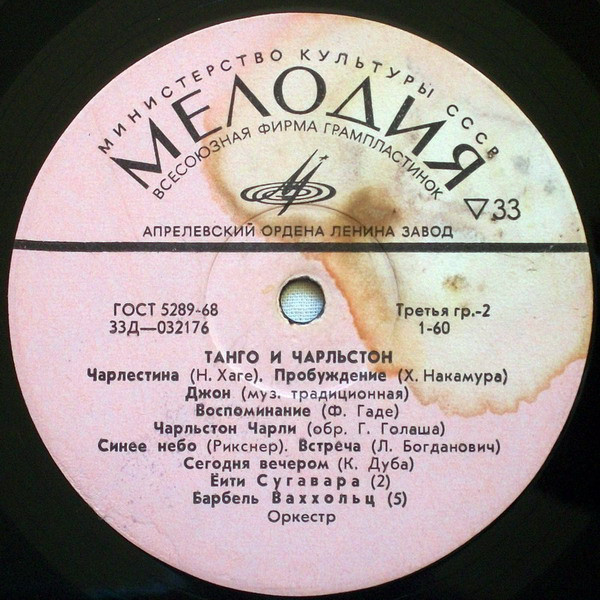 МИНИСТЕРСТВО КУЛЬТУРЫ СССР
МЕЛОДИЯ
ВСЕСОЮЗНАЯ ФИРМА ГРАМПЛАСТИНОК
▽33
АПРЕЛЕВСКИЙ ОРДЕНА ЛЕНИНА ЗАВОД
ГОСТ 5289-68 Третья гр.-2
33Д—032176 1-60
ТАНГО И ЧАРЛЬСТОН
Чарлестина (Н. Хаге). Пробуждение (Х. Накамура)
Джон (муз. традиционная)
Воспоминание (Ф. Гаде)
Чарльстон Чарли (обр. Г. Голаша)
Синее небо (Рикснер). Встреча (Л. Богданович)
Сегодня вечером (К. Дуба)
Ёити Сугавара (2)
Барбель Ваххольц (5)
Оркестр